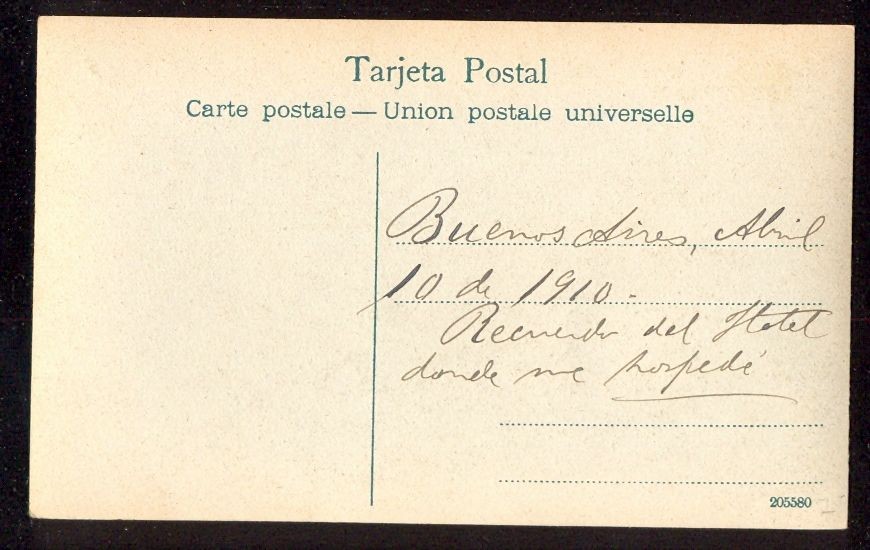 Tarjeta Postal
Carte postale — Union postale universelle
Buenos Aires, Abril
10 de 1910.
Recuerdo del Hotel
donde me hospedé
205580